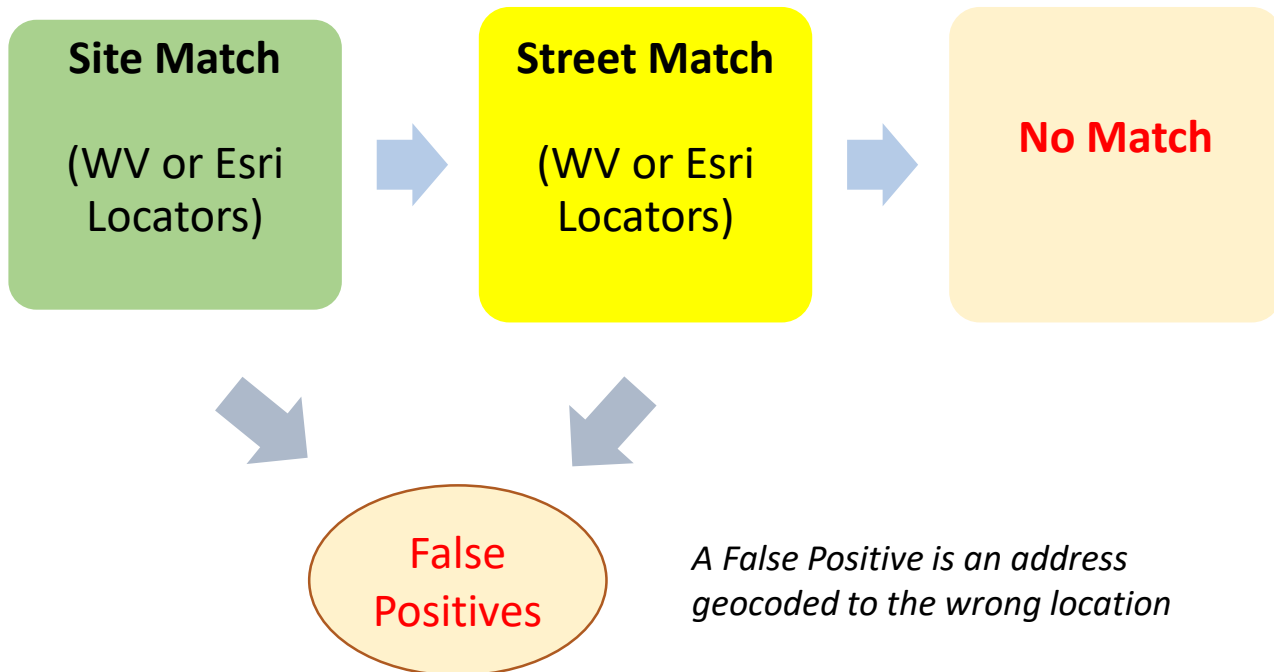 Site Match
(WV or Esri
Locators)
Street Match
(WV or Esri
Locators)
No Match
False
Positives
A False Positive is an address
geocoded to the wrong location